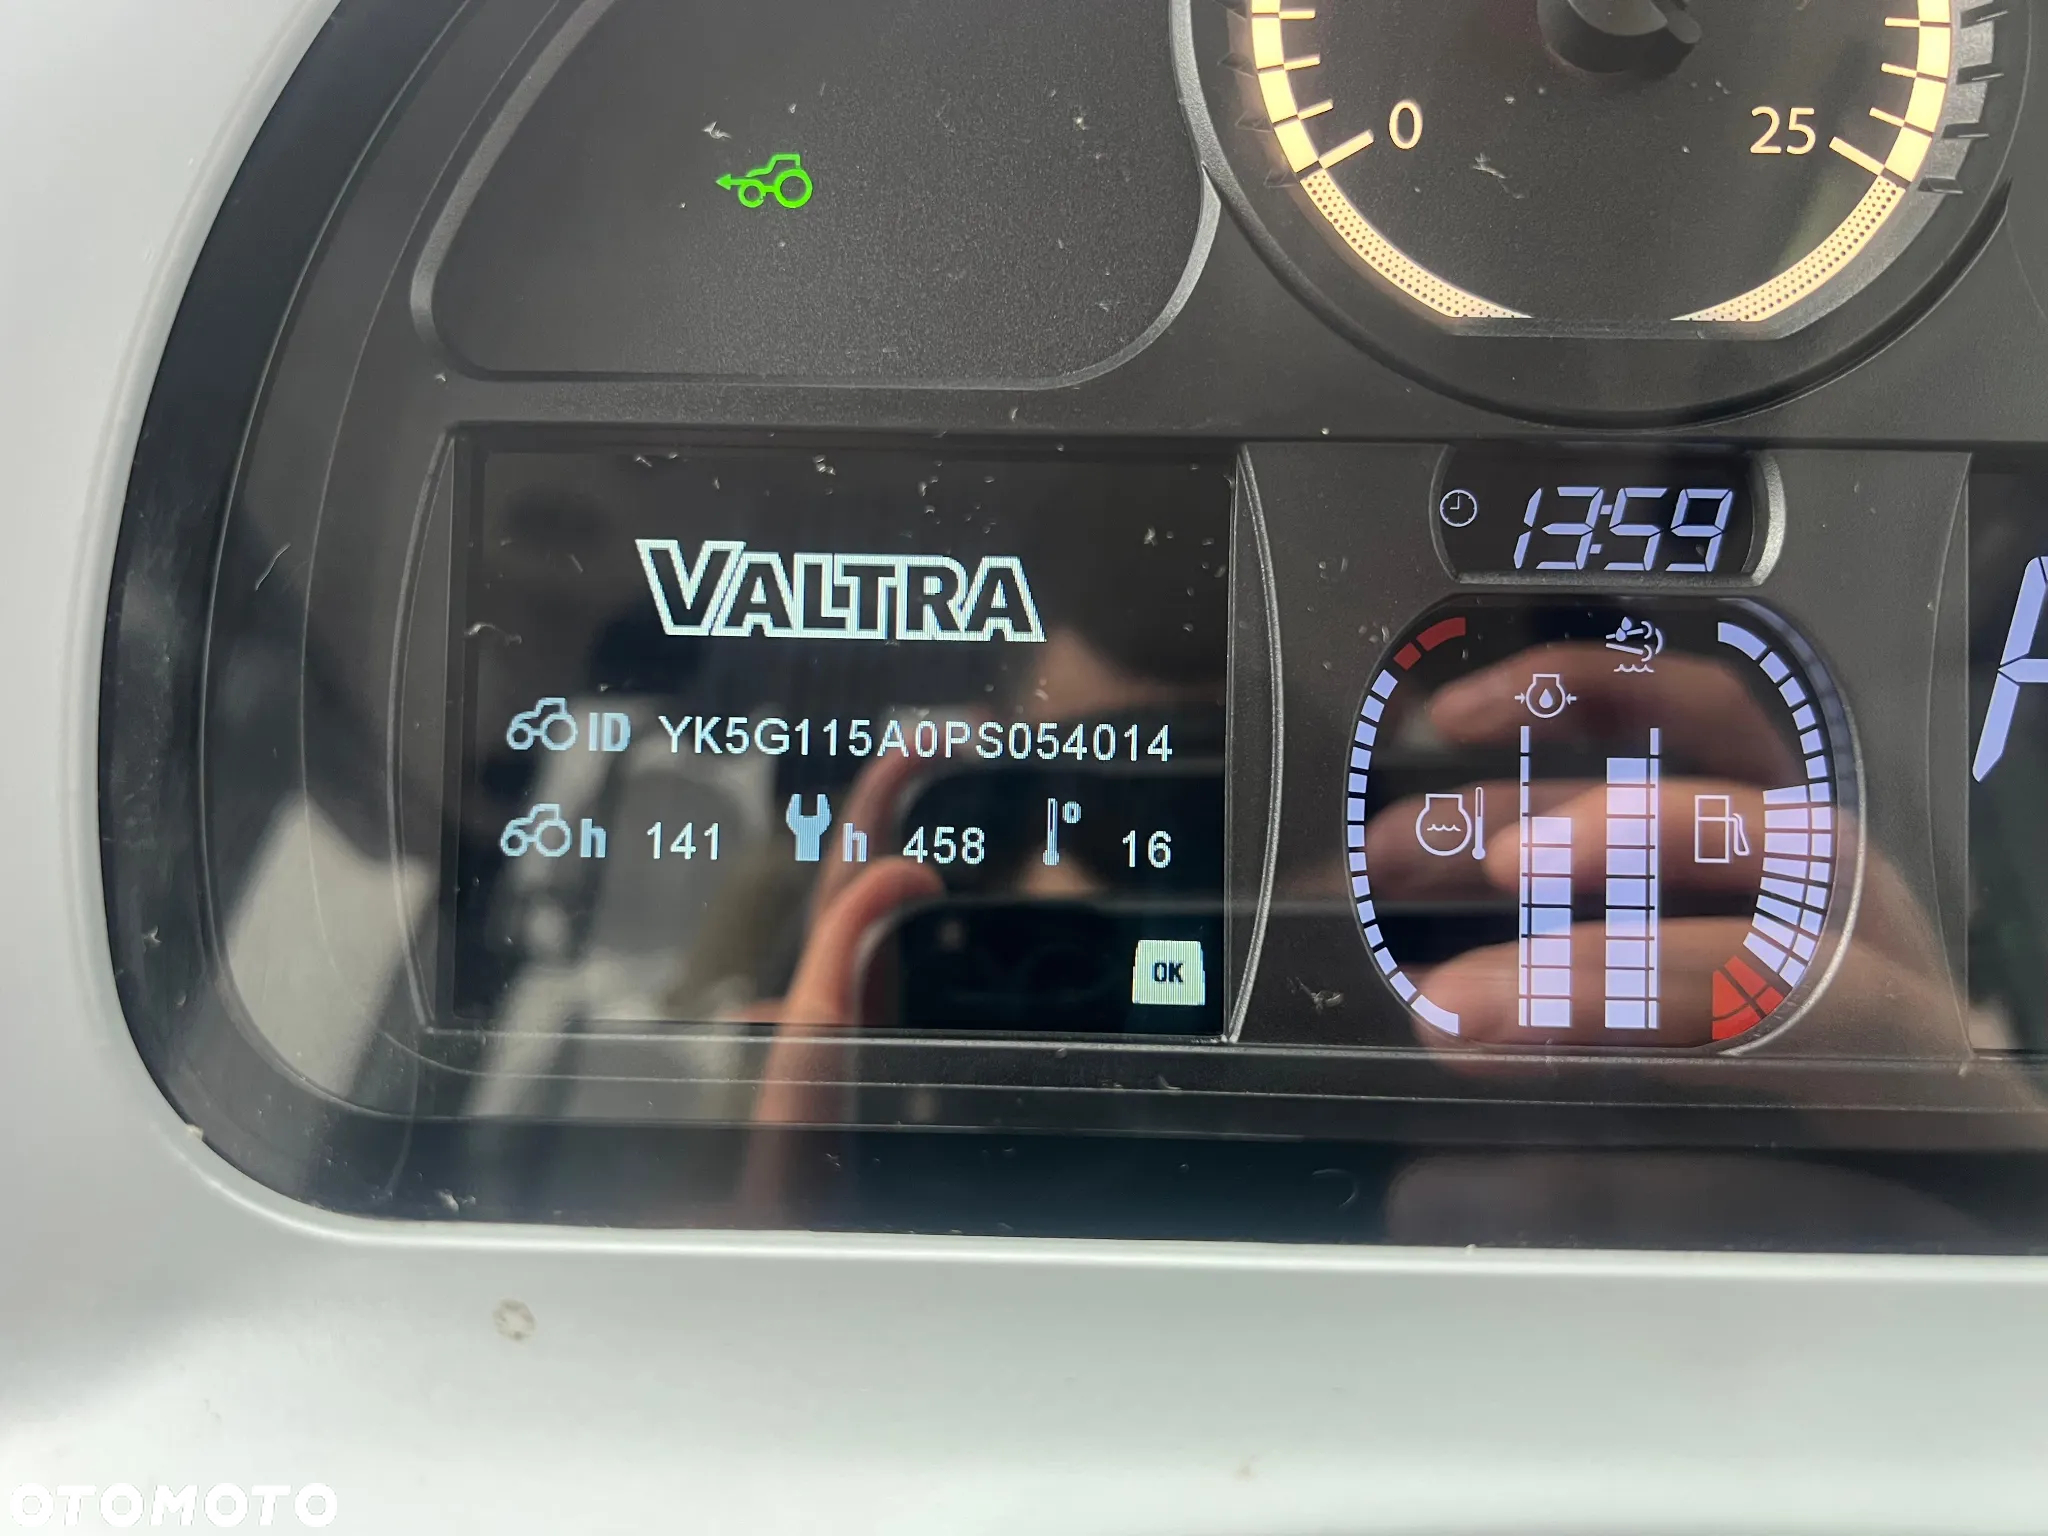 0 25
13:59
VALTRA
ID YK5G115A0PS054014
h 141 h 458 ° 16
OK
OTOMOTO